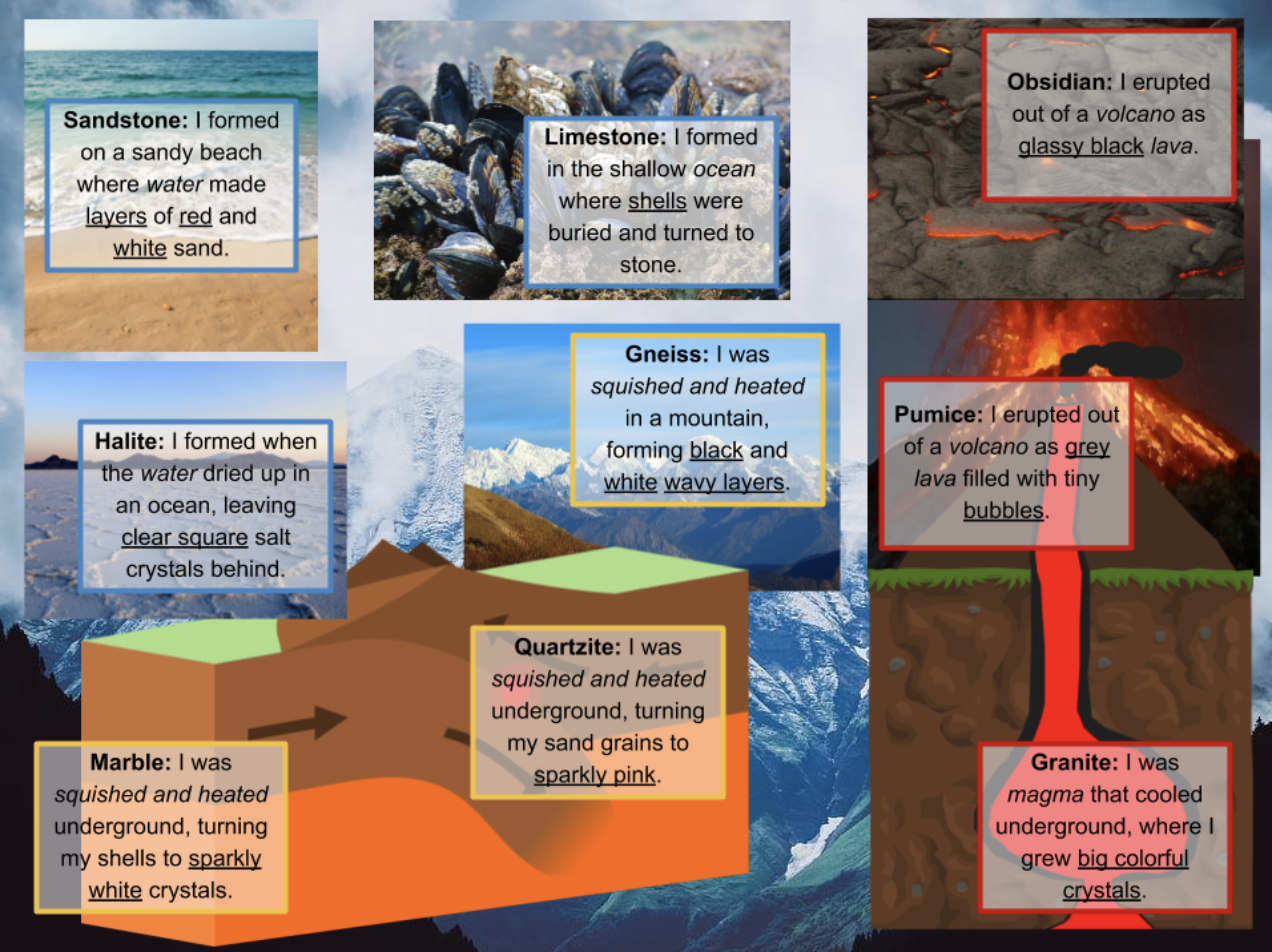 Sandstone: I formed
on a sandy beach
where water made
layers of red and
white sand.
Limestone: I formed
in the shallow ocean
where shells were
buried and turned to
stone.
Obsidian: I erupted
out of a volcano as
glassy black lava.
Halite: I formed when
the water dried up in
an ocean, leaving
clear square salt
crystals behind.
Gneiss: I was
squished and heated
in a mountain,
forming black and
white wavy layers.
Pumice: I erupted out
of a volcano as grey
lava filled with tiny
bubbles.
Marble: I was
squished and heated
underground, turning
my shells to sparkly
white crystals.
Quartzite: I was
squished and heated
underground, turning
my sand grains to
sparkly pink.
Granite: I was
magma that cooled
underground, where I
grew big colorful
crystals.